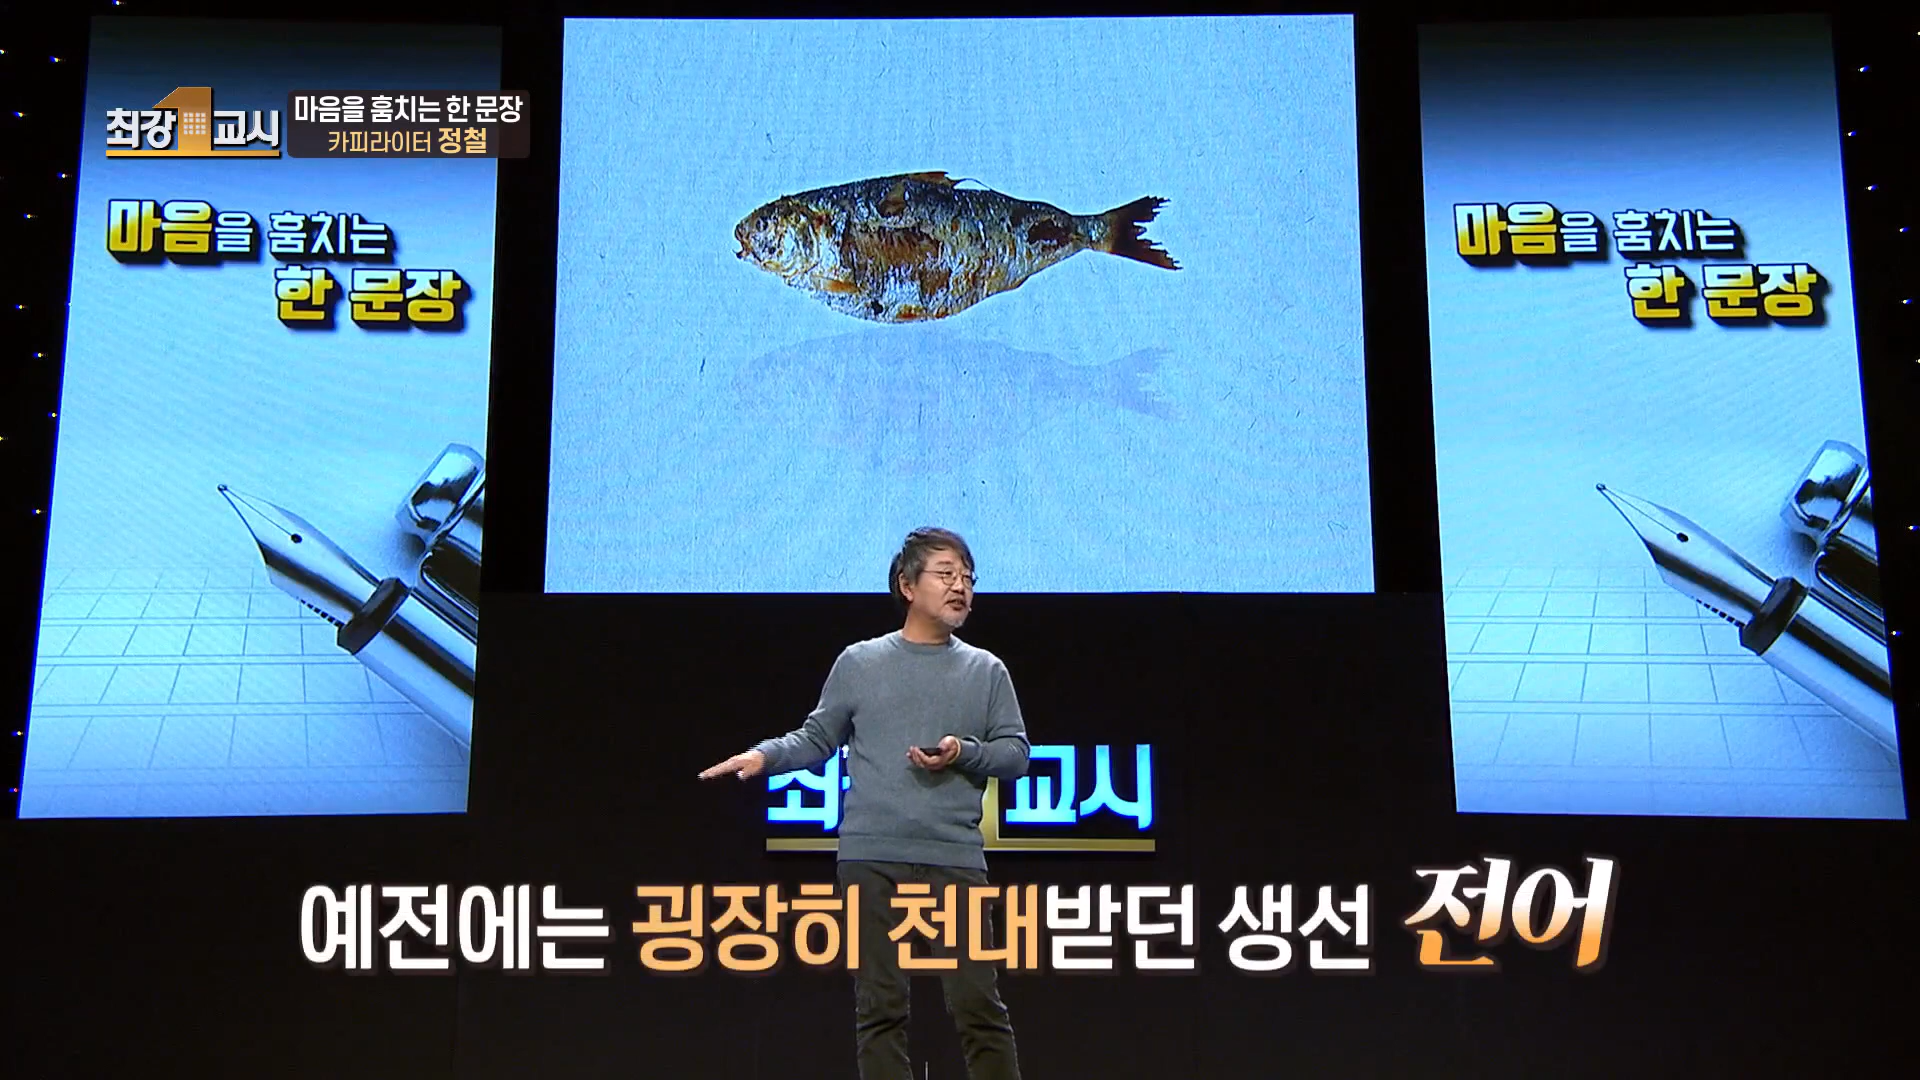 최강1교시
마음을 훔치는 한 문장
카피라이터 정철
마음을 훔치는
한 문장
마음을 훔치는
한 문장
교시
예전에는 굉장히 천대받던 생선 전어